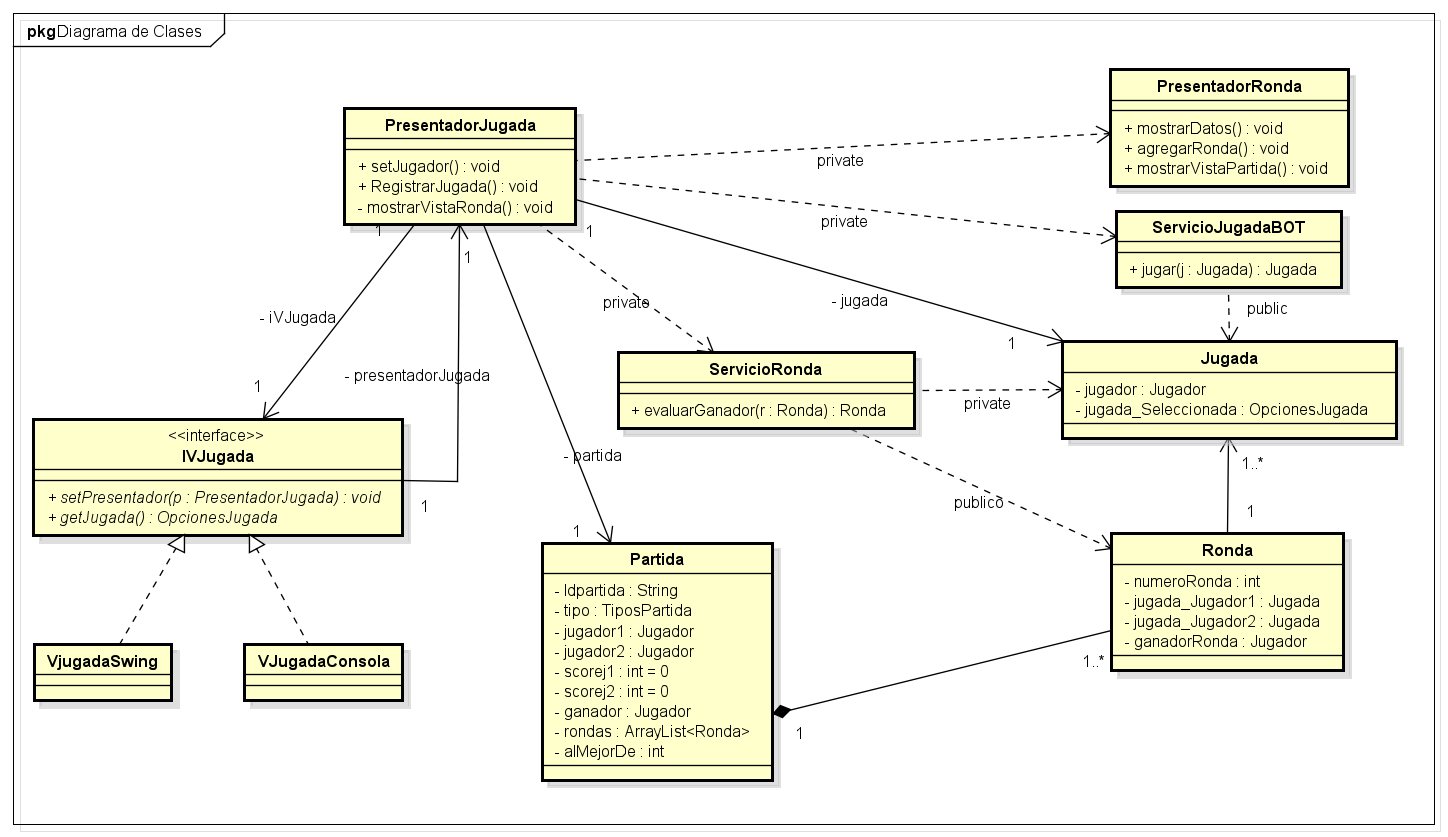 pkg Diagrama de Clases
PresentadorJugada
+ setJugador() : void
+ RegistrarJugada() : void
- mostrarVistaRonda() : void
PresentadorRonda
+ mostrarDatos() : void
+ agregarRonda() : void
+ mostrarVistaPartida() : void
private
private
ServicioJugadaBOT
+ jugar(j : Jugada) : Jugada
public
1
1
1
- iVJugada
private
- jugada
1
1
- presentadorJugada
ServicioRonda
+ evaluarGanador(r : Ronda) : Ronda
private
Jugada
- jugador : Jugador
- jugada_Seleccionada : OpcionesJugada
<<interface>>
IVJugada
+ setPresentador(p : PresentadorJugada) : void
+ getJugada() : OpcionesJugada
1
- partida
1
publico
1..*
1
VjugadaSwing
VJugadaConsola
Partida
- Idpartida : String
- tipo : TiposPartida
- jugador1 : Jugador
- jugador2 : Jugador
- scorej1 : int = 0
- scorej2 : int = 0
- ganador : Jugador
- rondas : ArrayList<Ronda>
- alMejorDe : int
Ronda
- numeroRonda : int
- jugada_Jugador1 : Jugada
- jugada_Jugador2 : Jugada
- ganadorRonda : Jugador
1..*
1